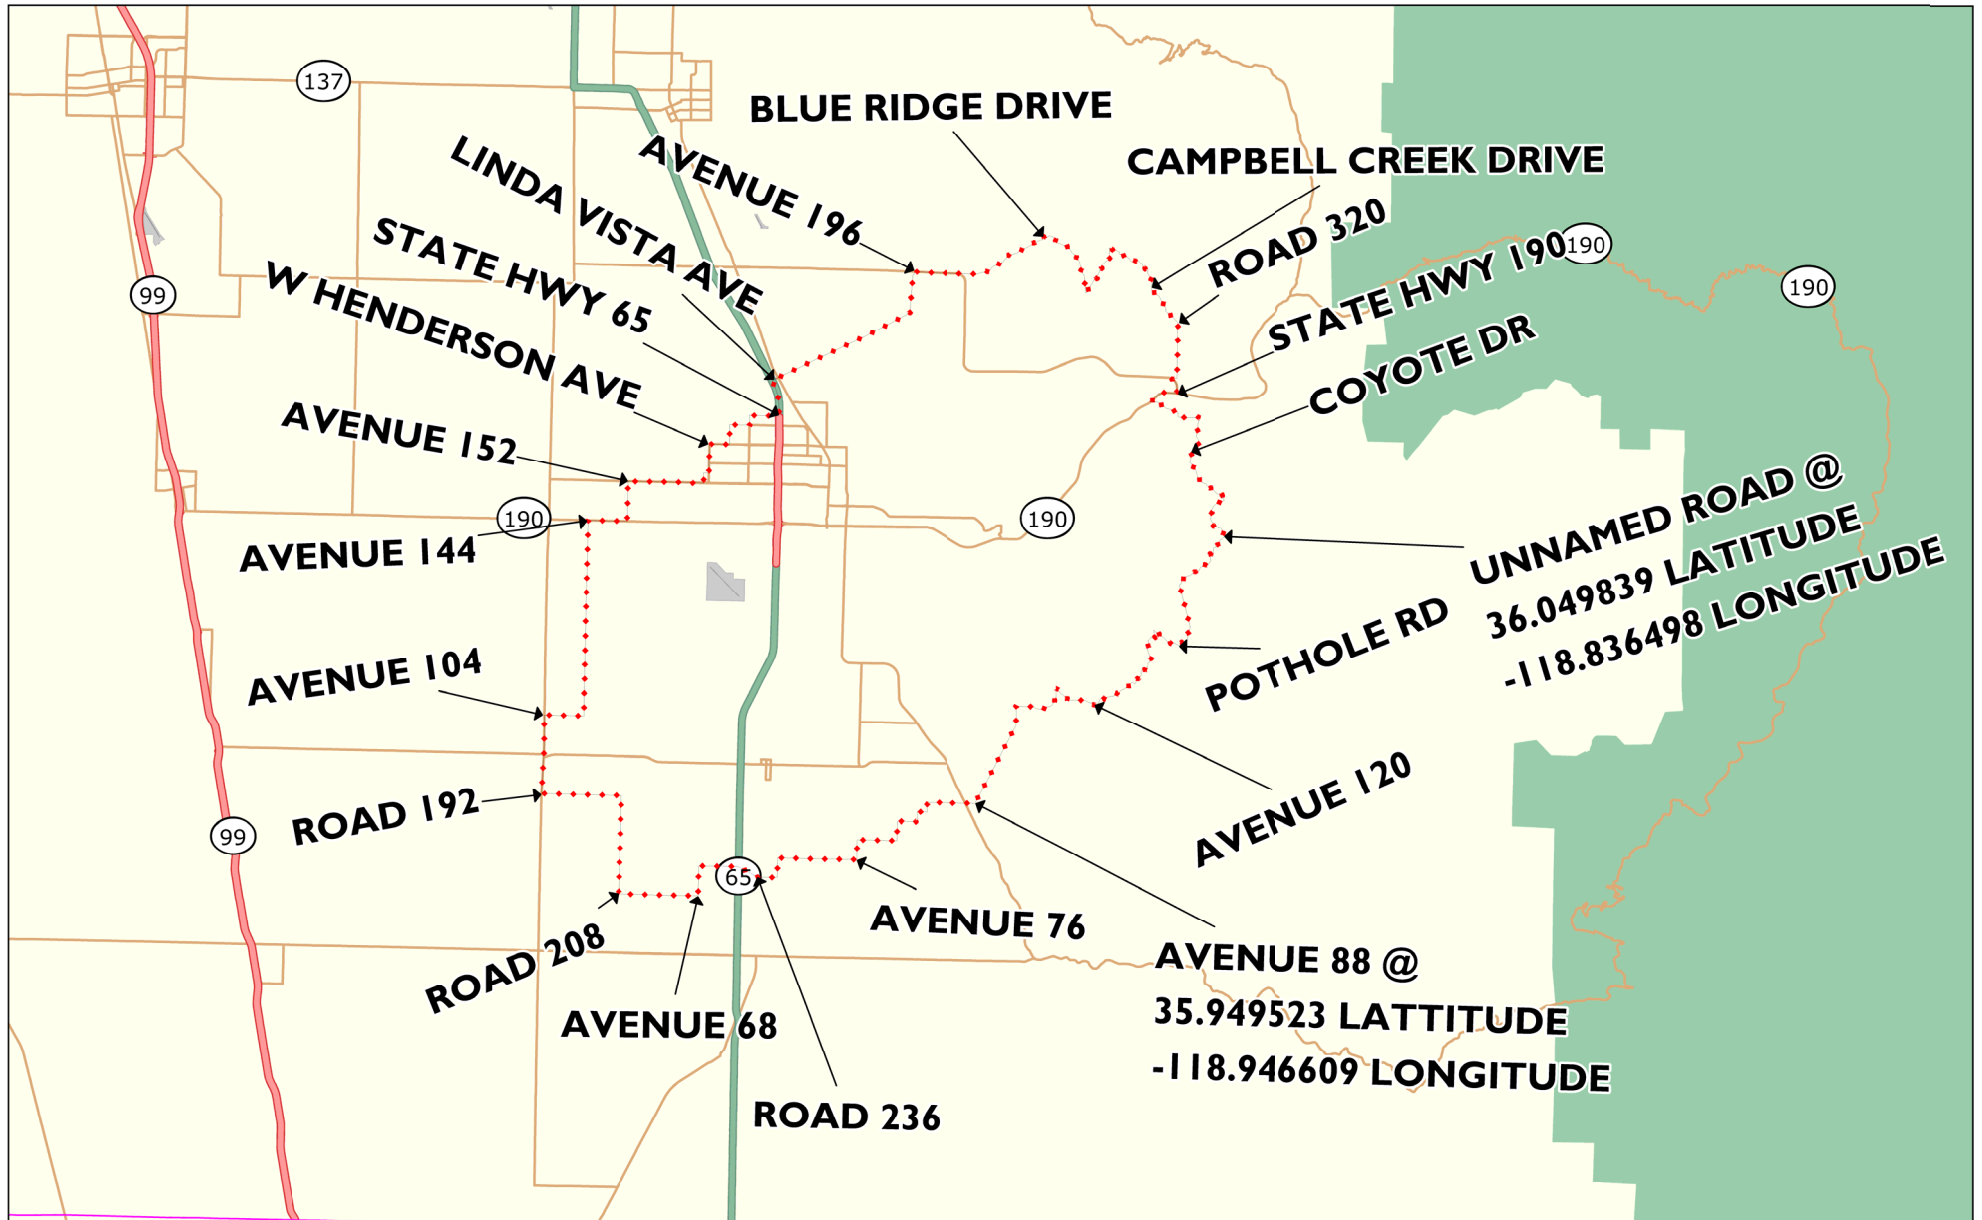 137
BLUE RIDGE DRIVE
CAMPBELL CREEK DRIVE
AVENUE 196
LINDA VISTA AVE
ROAD 320
STATE HWY 65
STATE HWY 190
190
190
W HENDERSON AVE
99
COYOTE DR
AVENUE 152
190
190
AVENUE 144
UNNAMED ROAD @
36.049839 LATITUDE
-118.836498 LONGITUDE
AVENUE 104
POTHOLE RD
ROAD 192
AVENUE 120
99
65
AVENUE 76
ROAD 208
AVENUE 68
AVENUE 88 @
35.949523 LATTITUDE
-118.946609 LONGITUDE
ROAD 236